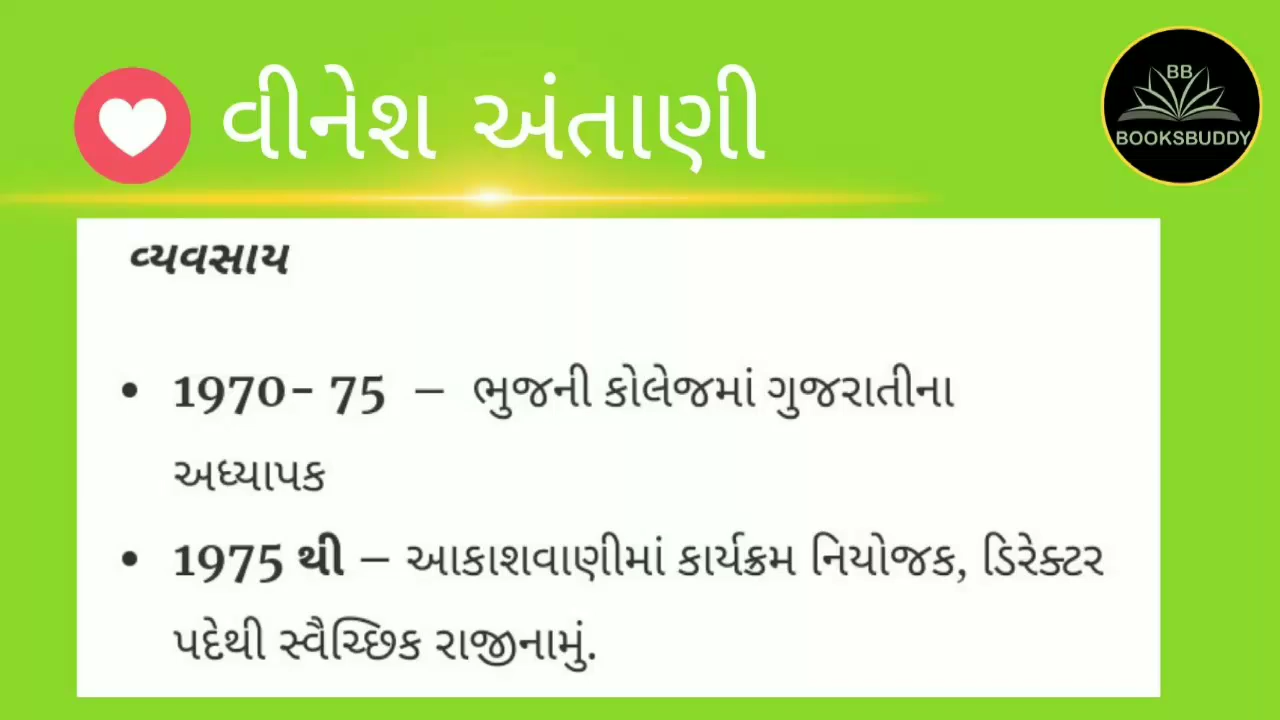 વીનેશ અંતાણી
BB
BOOKSBUDDY
વ્યવસાય
• 1970- 75 – ભુજની કોલેજમાં ગુજરાતીના
અધ્યાપક
• 1975 થી – આકાશવાણીમાં કાર્યક્રમ નિયોજક, ડિરેક્ટર
પદેથી સ્વૈચ્છિક રાજીનામું.